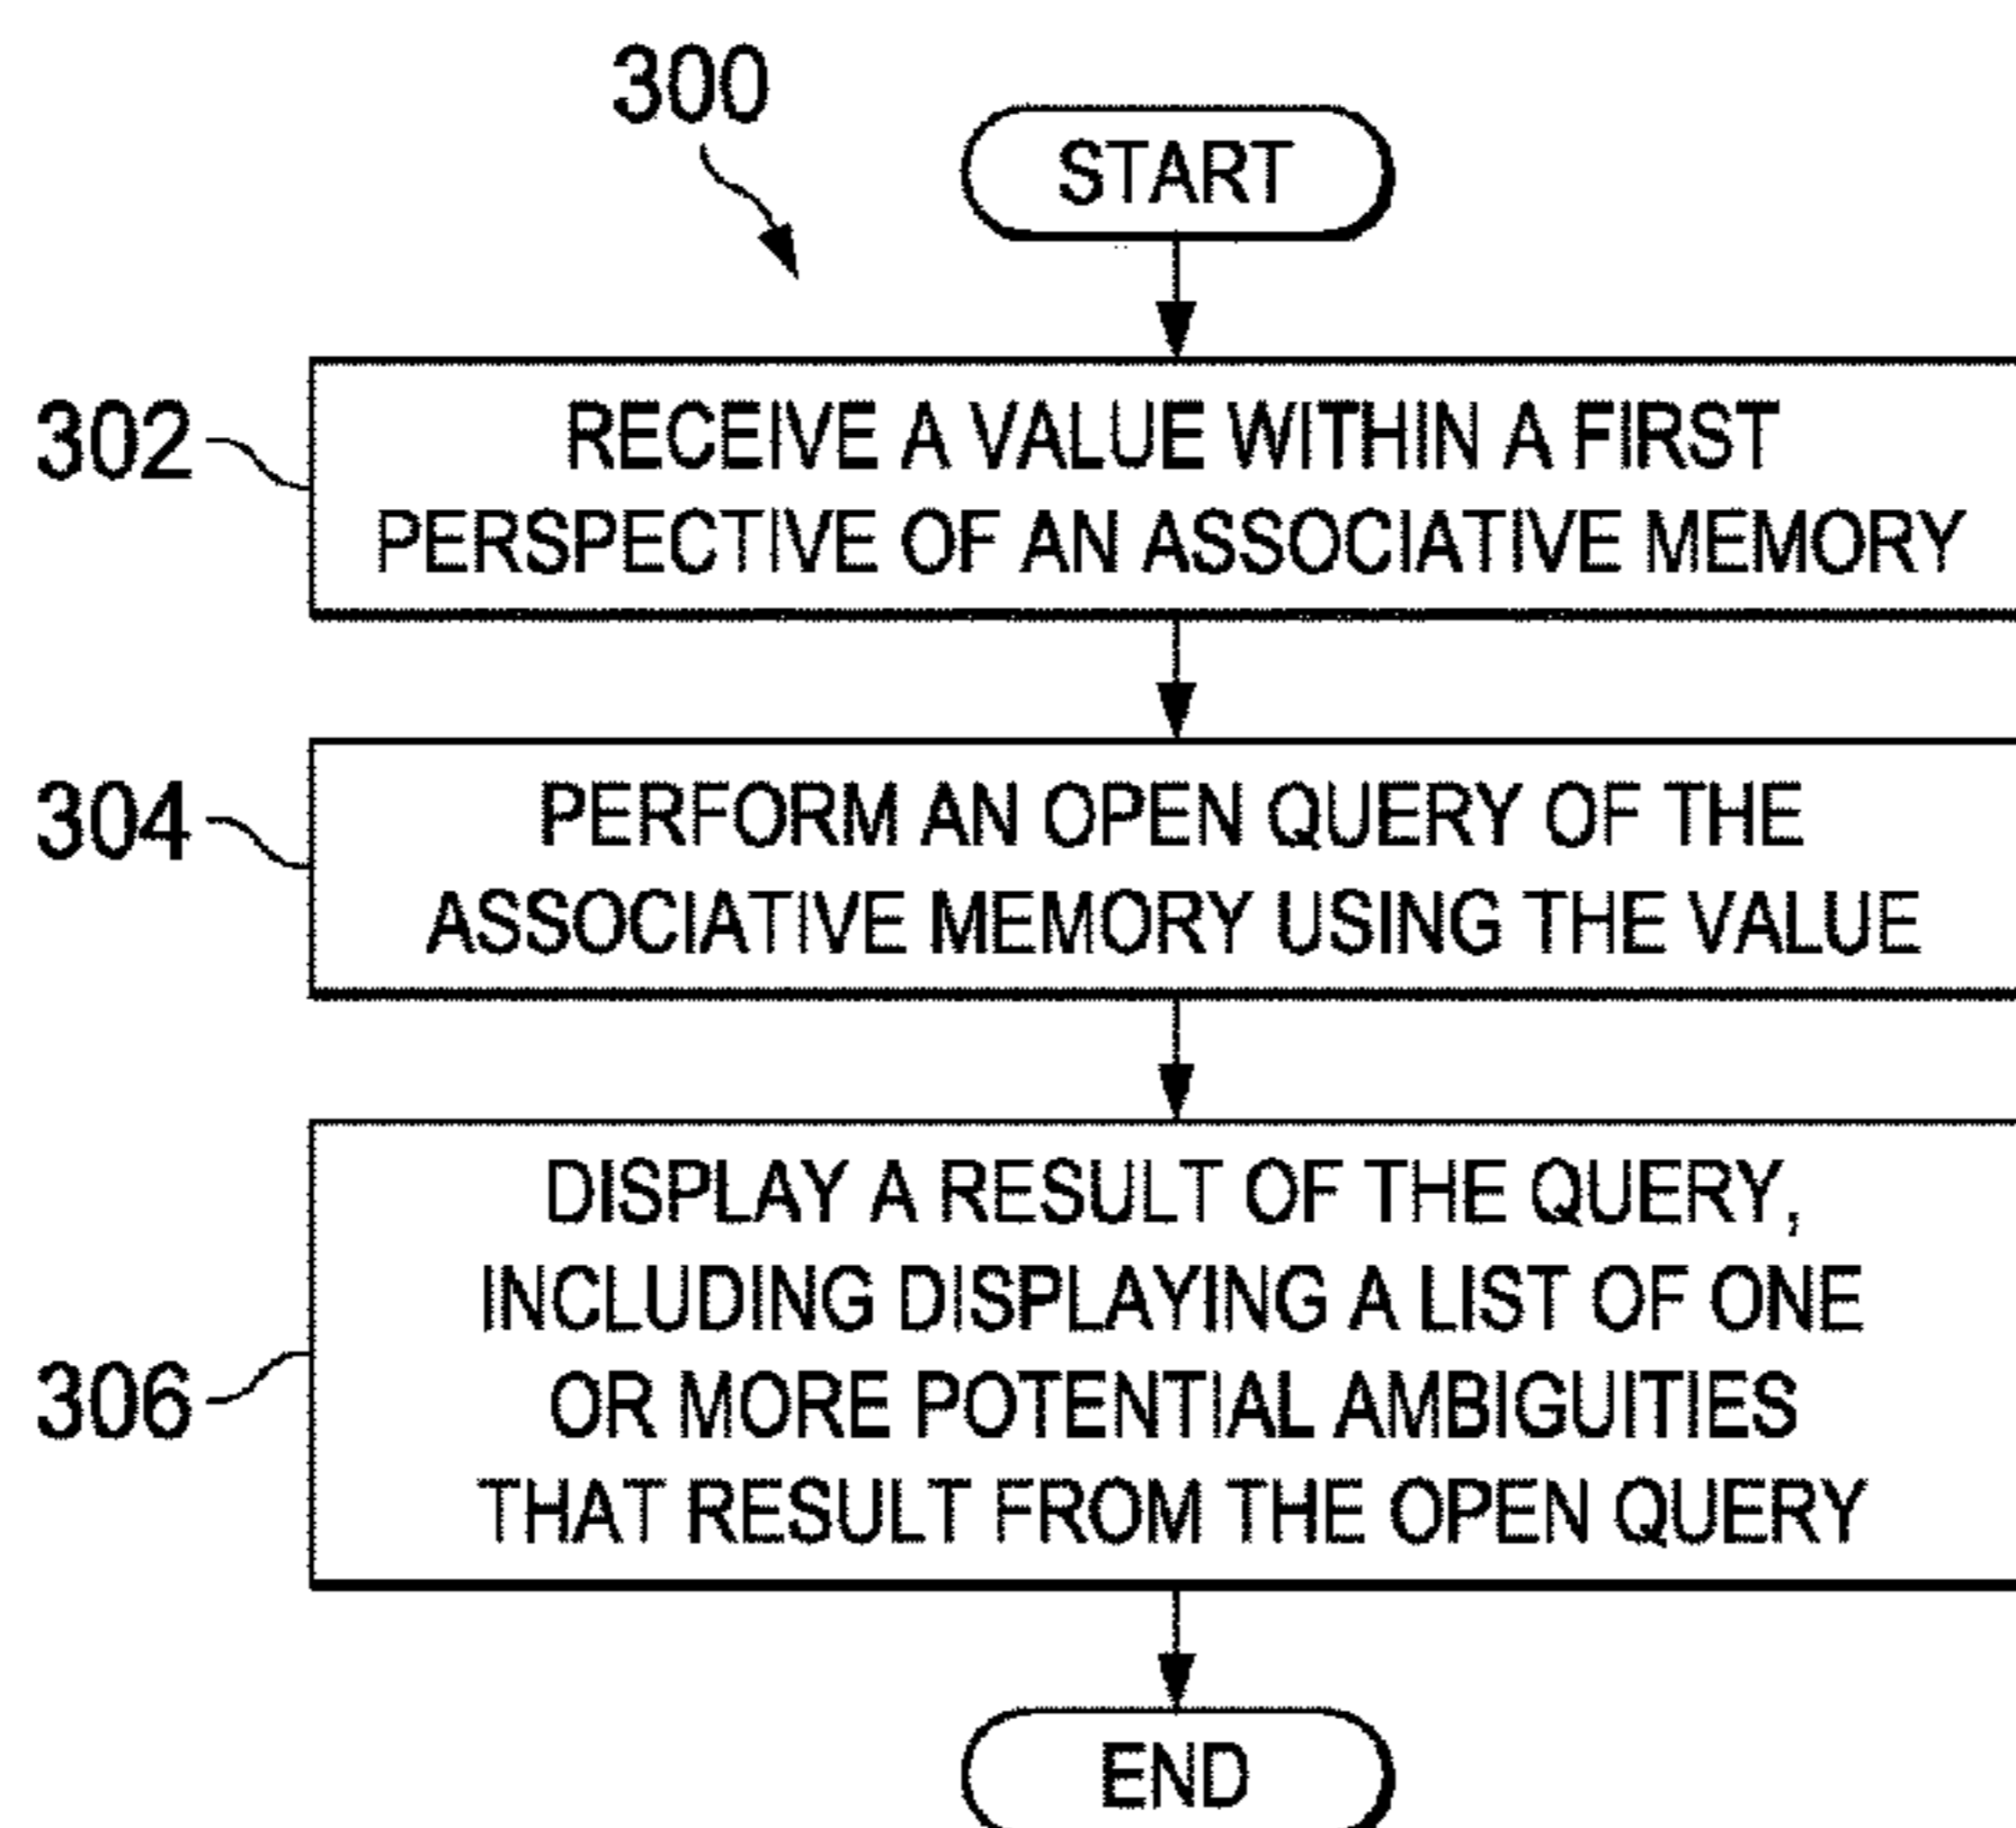 300
START
302
RECEIVE A VALUE WITHIN A FIRST
PERSPECTIVE OF AN ASSOCIATIVE MEMORY
304
PERFORM AN OPEN QUERY OF THE
ASSOCIATIVE MEMORY USING THE VALUE
306
DISPLAY A RESULT OF THE QUERY,
INCLUDING DISPLAYING A LIST OF ONE
OR MORE POTENTIAL AMBIGUITIES
THAT RESULT FROM THE OPEN QUERY
END